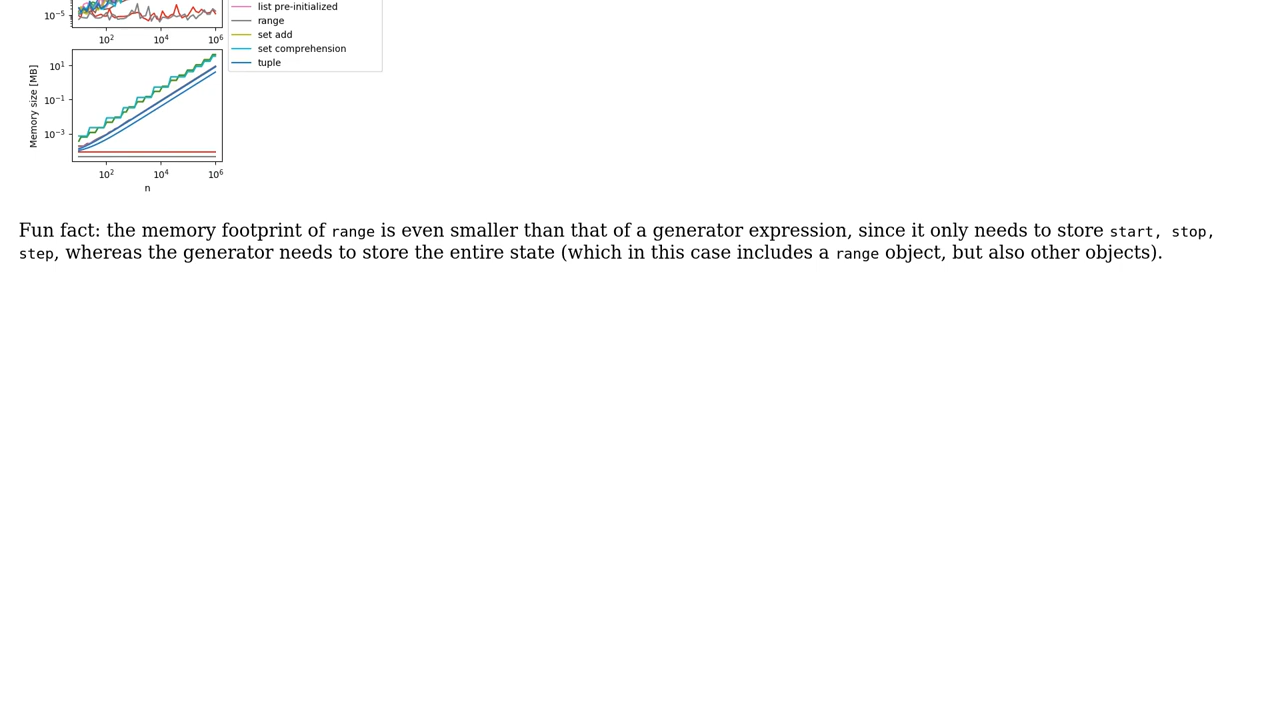 list pre-initialized
10⁻⁵
range
set add
10² 10⁴ 10⁶
set comprehension
tuple
10¹
10⁻¹
10⁻³
Memory size [MB]
10² 10⁴ 10⁶
n
Fun fact: the memory footprint of range is even smaller than that of a generator expression, since it only needs to store start, stop,
step, whereas the generator needs to store the entire state (which in this case includes a range object, but also other objects).